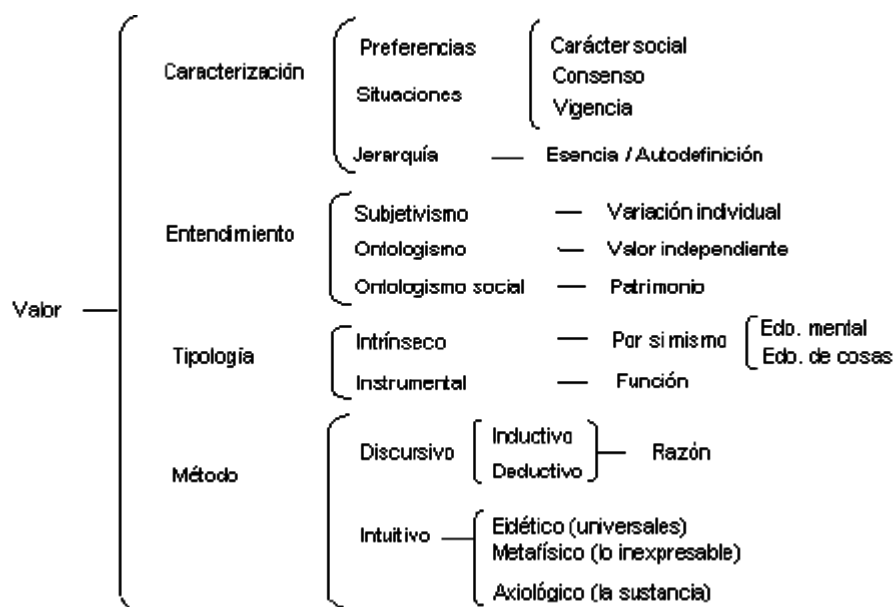 Valor
Caracterización
Preferencias
Situaciones
Carácter social
Consenso
Vigencia
Jerarquía — Esencia / Autodefinición
Entendimiento
Subjetivismo — Variación individual
Ontologismo — Valor independiente
Ontologismo social — Patrimonio
Tipología
Intrínseco — Por si mismo
Edo. mental
Edo. de cosas
Instrumental — Función
Método
Discursivo
Inductivo
Deductivo
Razón
Intuitivo
Eidético (universales)
Metafísico (lo inexpresable)
Axiológico (la sustancia)